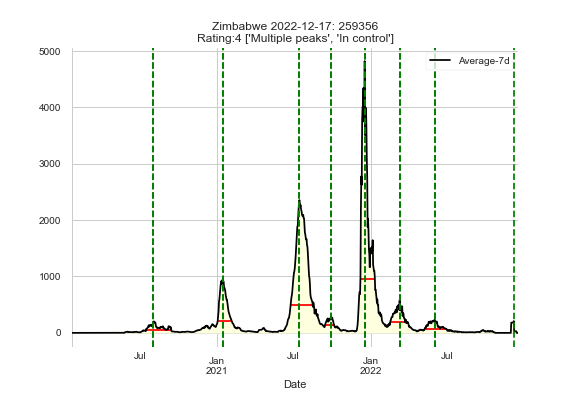 Zimbabwe 2022-12-17: 259356
Rating:4 ['Multiple peaks', 'In control']
Average-7d
5000
4000
3000
2000
1000
0
Jul
Jan
2021
Jul
Jan
2022
Jul
Date